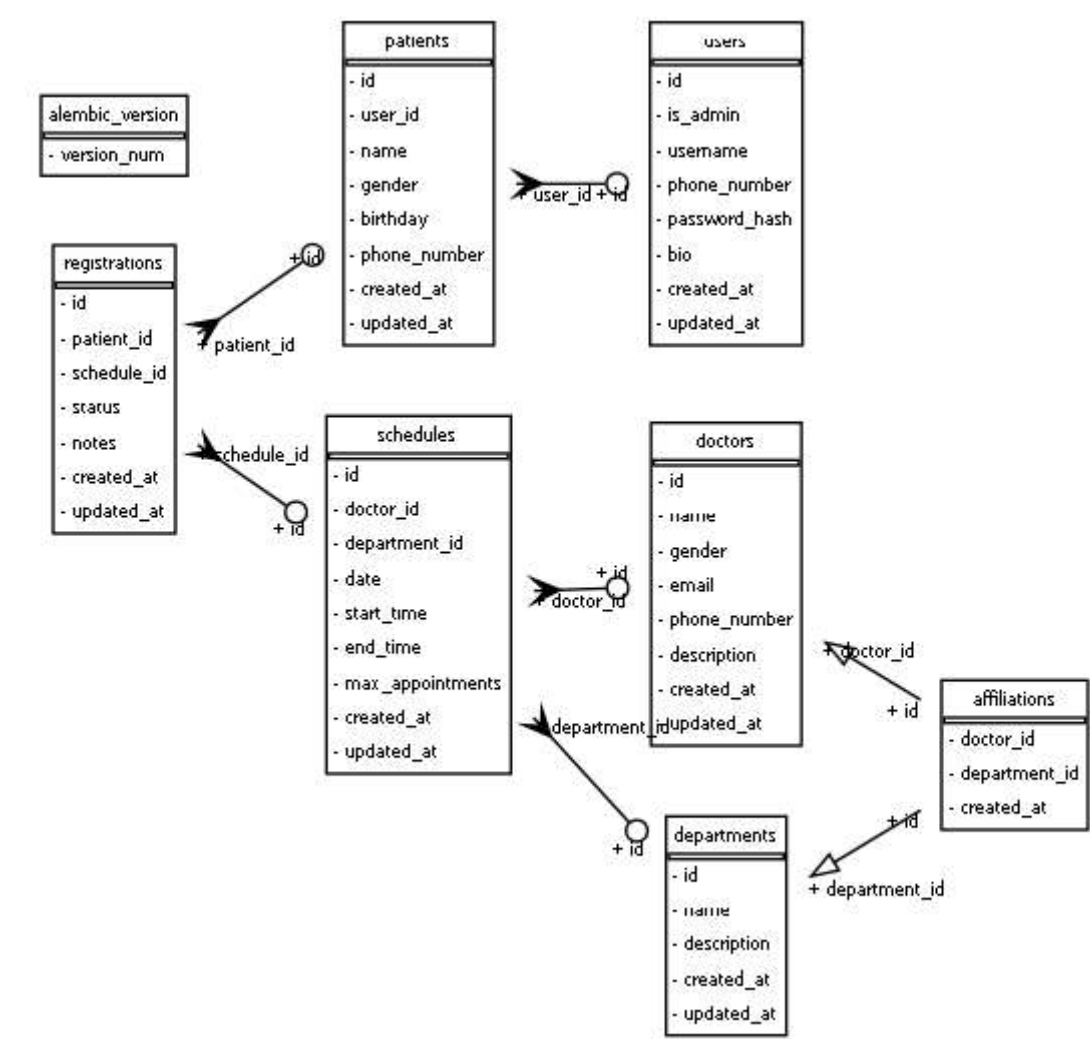 patients
- id
- user_id
- name
- gender
- birthday
- phone_number
- created_at
- updated_at
users
- id
- is_admin
- username
- phone_number
- password_hash
- bio
- created_at
- updated_at
alembic_version
- version_num
+ user_id
+ id
registrations
- id
- patient_id
- schedule_id
- status
- notes
- created_at
- updated_at
+ id
+ patient_id
schedule_id
+ id
schedules
- id
- doctor_id
- department_id
- date
- start_time
- end_time
- max_appointments
- created_at
- updated_at
doctors
- id
- name
- gender
- email
- phone_number
- description
- created_at
- updated_at
+ id
+ doctor_id
department_id
+ id
+ doctor_id
+ id
affiliations
- doctor_id
- department_id
- created_at
+ id
+ department_id
departments
- id
- name
- description
- created_at
- updated_at